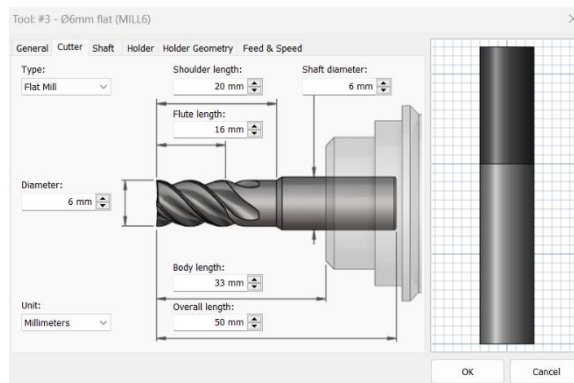 Tool: #3 - Ø6mm flat (MILL6)
General Cutter Shaft Holder Holder Geometry Feed & Speed
Type:
Flat Mill
Shoulder length:
20 mm
Shaft diameter:
6 mm
Flute length:
16 mm
Diameter:
6 mm
Body length:
33 mm
Unit:
Millimeters
Overall length:
50 mm
OK Cancel